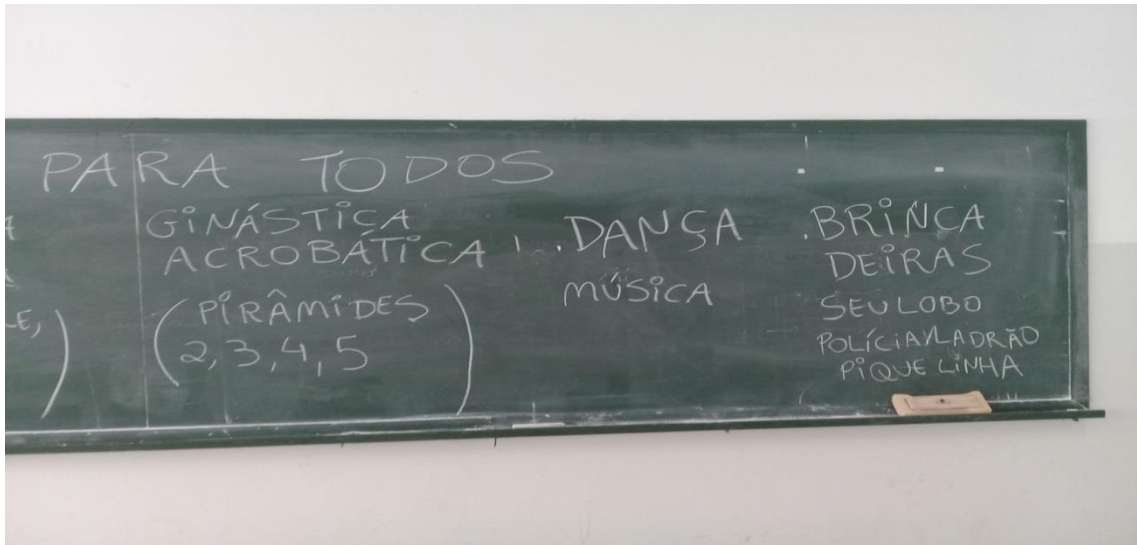 PARA TODOS
GINÁSTICA
ACROBÁTICA
(PIRÂMIDES
2, 3, 4, 5)
.DANÇA
MÚSICA
.BRINCA
DEIRAS
SEU LOBO
POLÍCIA/LADRÃO
PIQUE LINHA